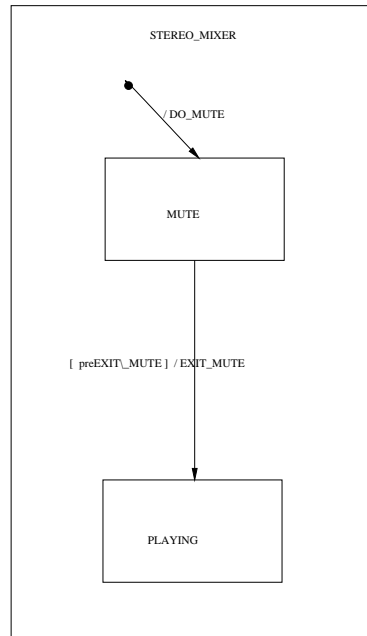 STEREO_MIXER
/ DO_MUTE
MUTE
[ preEXIT\_MUTE ] / EXIT_MUTE
PLAYING